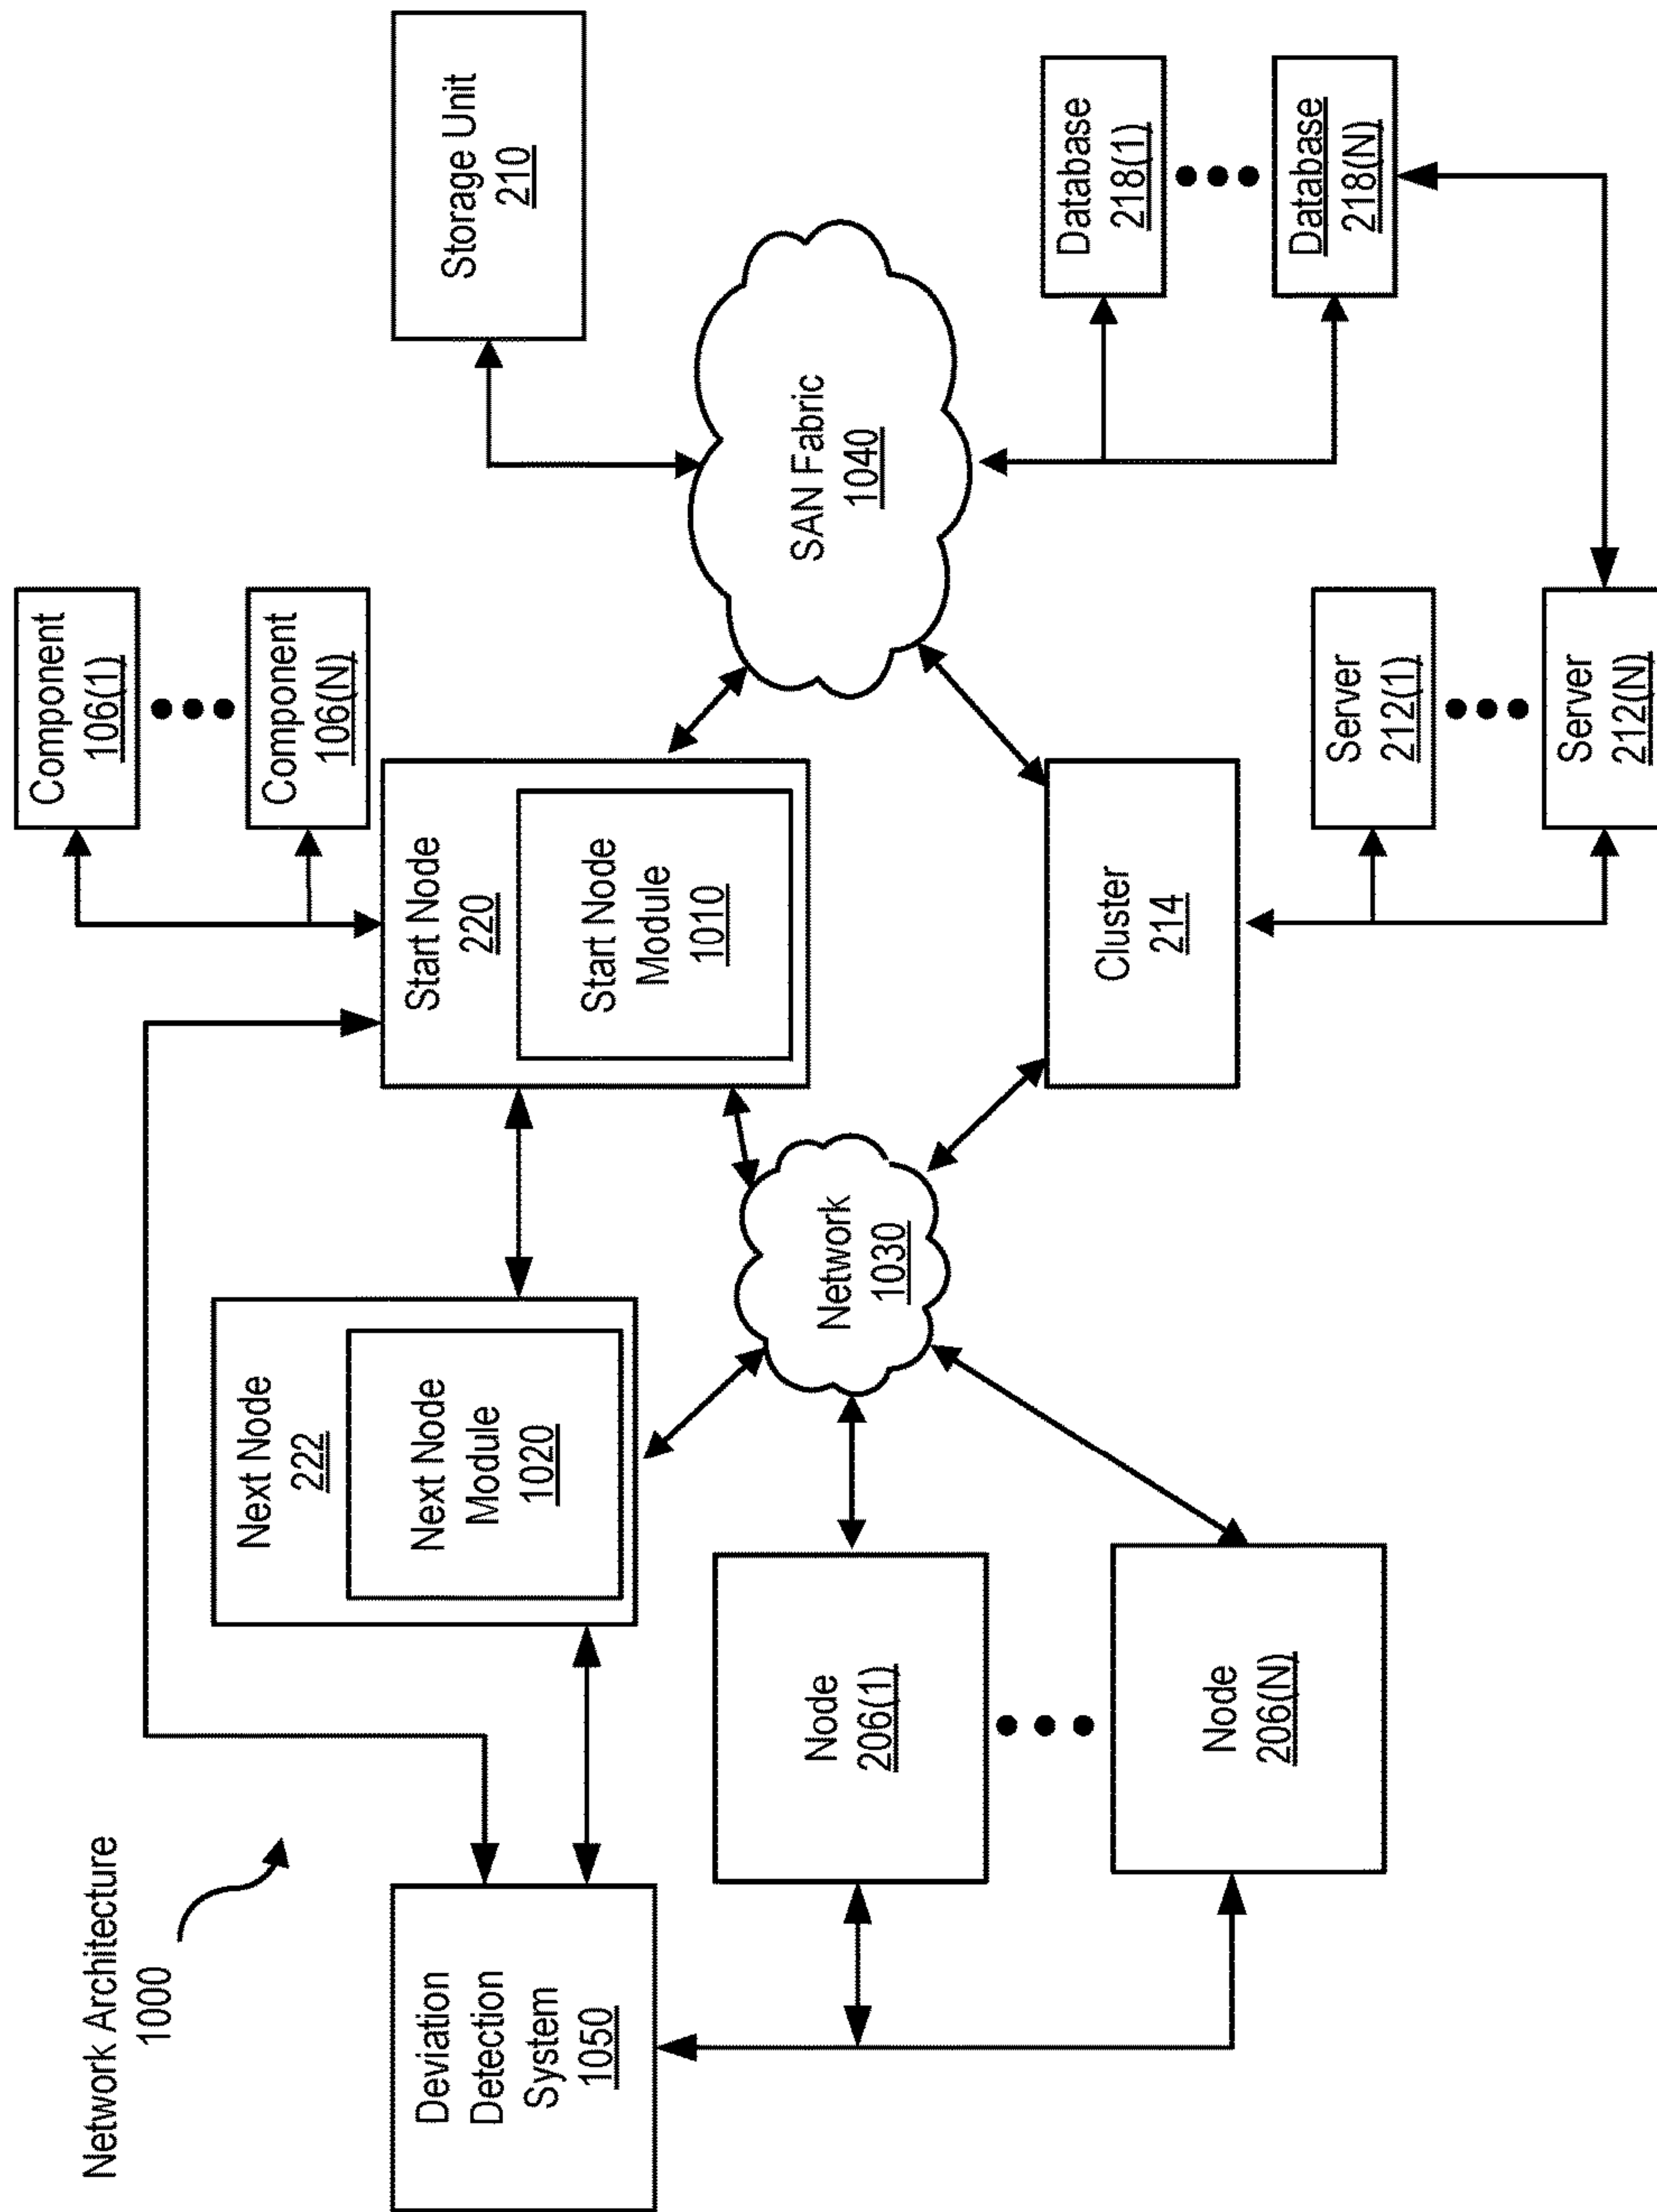 Network Architecture
1000
Deviation
Detection
System
1050
Next Node
222
Next Node
Module
1020
Start Node
220
Start Node
Module
1010
Component
106(1)
Component
106(N)
Storage Unit
210
Node
206(1)
Node
206(N)
Network
1030
SAN Fabric
1040
Cluster
214
Server
212(1)
Server
212(N)
Database
218(1)
Database
218(N)